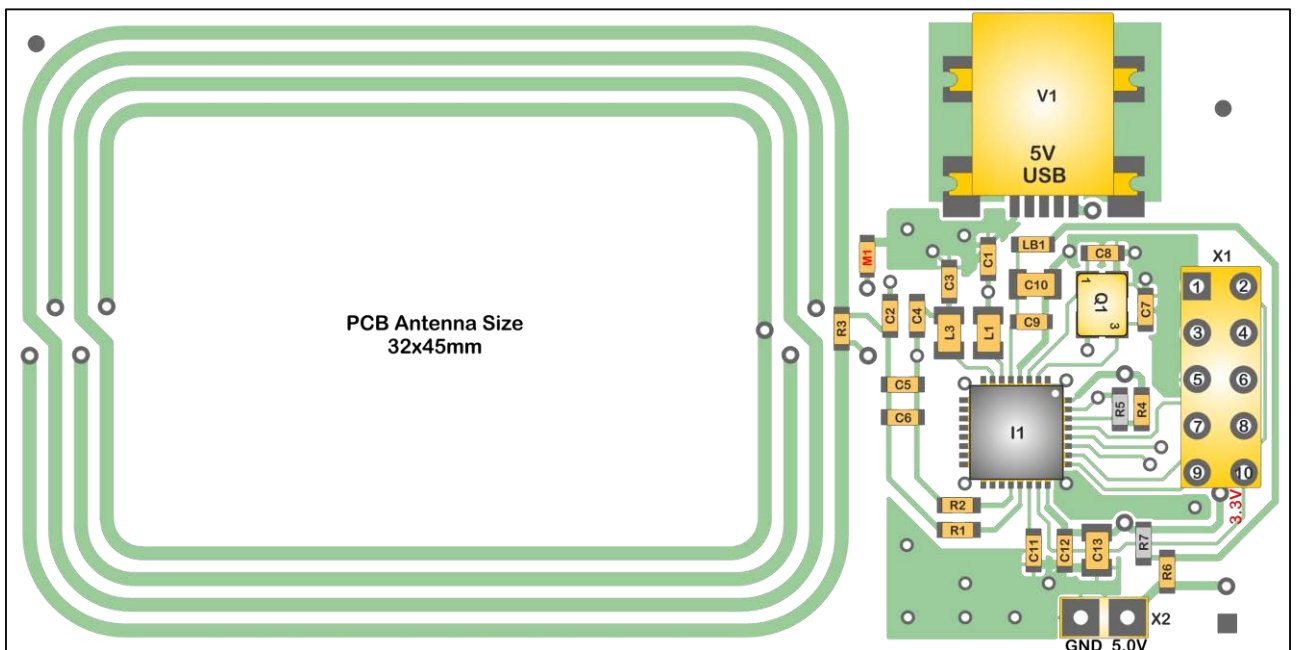 V1
5V
USB
X1
LB1
C8
M1
C1
C3
C10
1
Q1
3
C7
1 2
PCB Antenna Size
32x45mm
R3
C2
C4
L3
L1
C9
3 4
C5
C6
5 6
R5
R4
I1
7 8
9 10
3.3V
R2
R1
C11
C12
C13
R7
R6
X2
GND 5.0V